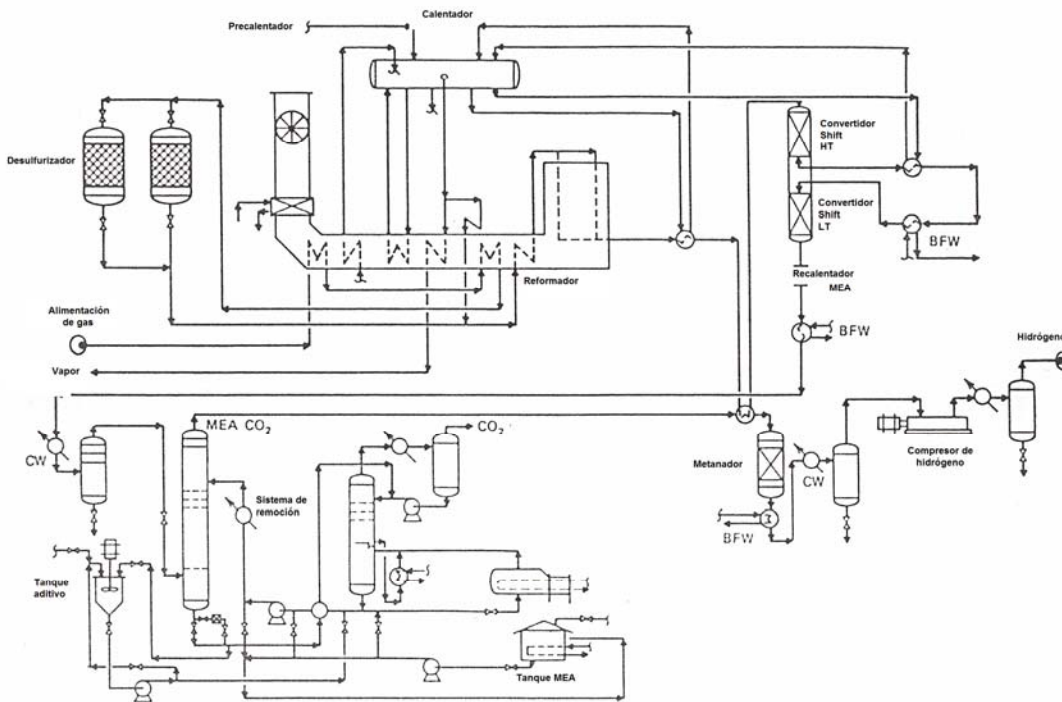 Calentador
Precalentador
Desulfurizador
Convertidor
Shift
HT
Convertidor
Shift
LT
BFW
Reformador
Recalentador
MEA
Alimentación
de gas
BFW
Vapor
Hidrógeno
MEA CO₂
CO₂
CW
Metanador
Compresor de
hidrógeno
CW
Sistema de
remoción
BFW
Tanque
aditivo
Tanque MEA